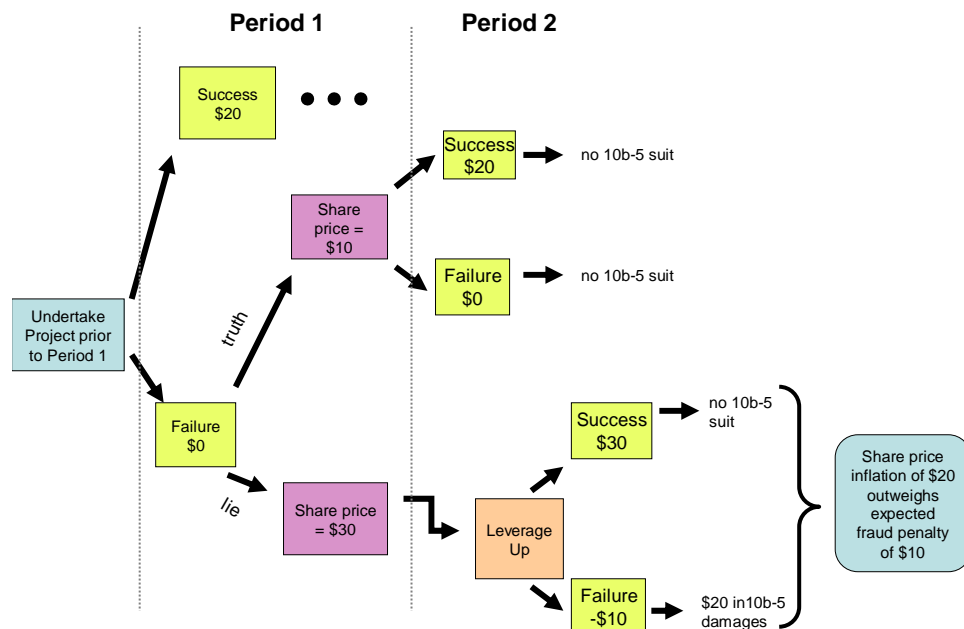 Period 1
Period 2
Success
$20
Success
$20
no 10b-5 suit
Share
price =
$10
Failure
$0
no 10b-5 suit
Undertake
Project prior
to Period 1
truth
Failure
$0
lie
Share price
= $30
Leverage
Up
Success
$30
no 10b-5
suit
Failure
-$10
$20 in10b-5
damages
Share price
inflation of $20
outweighs
expected
fraud penalty
of $10